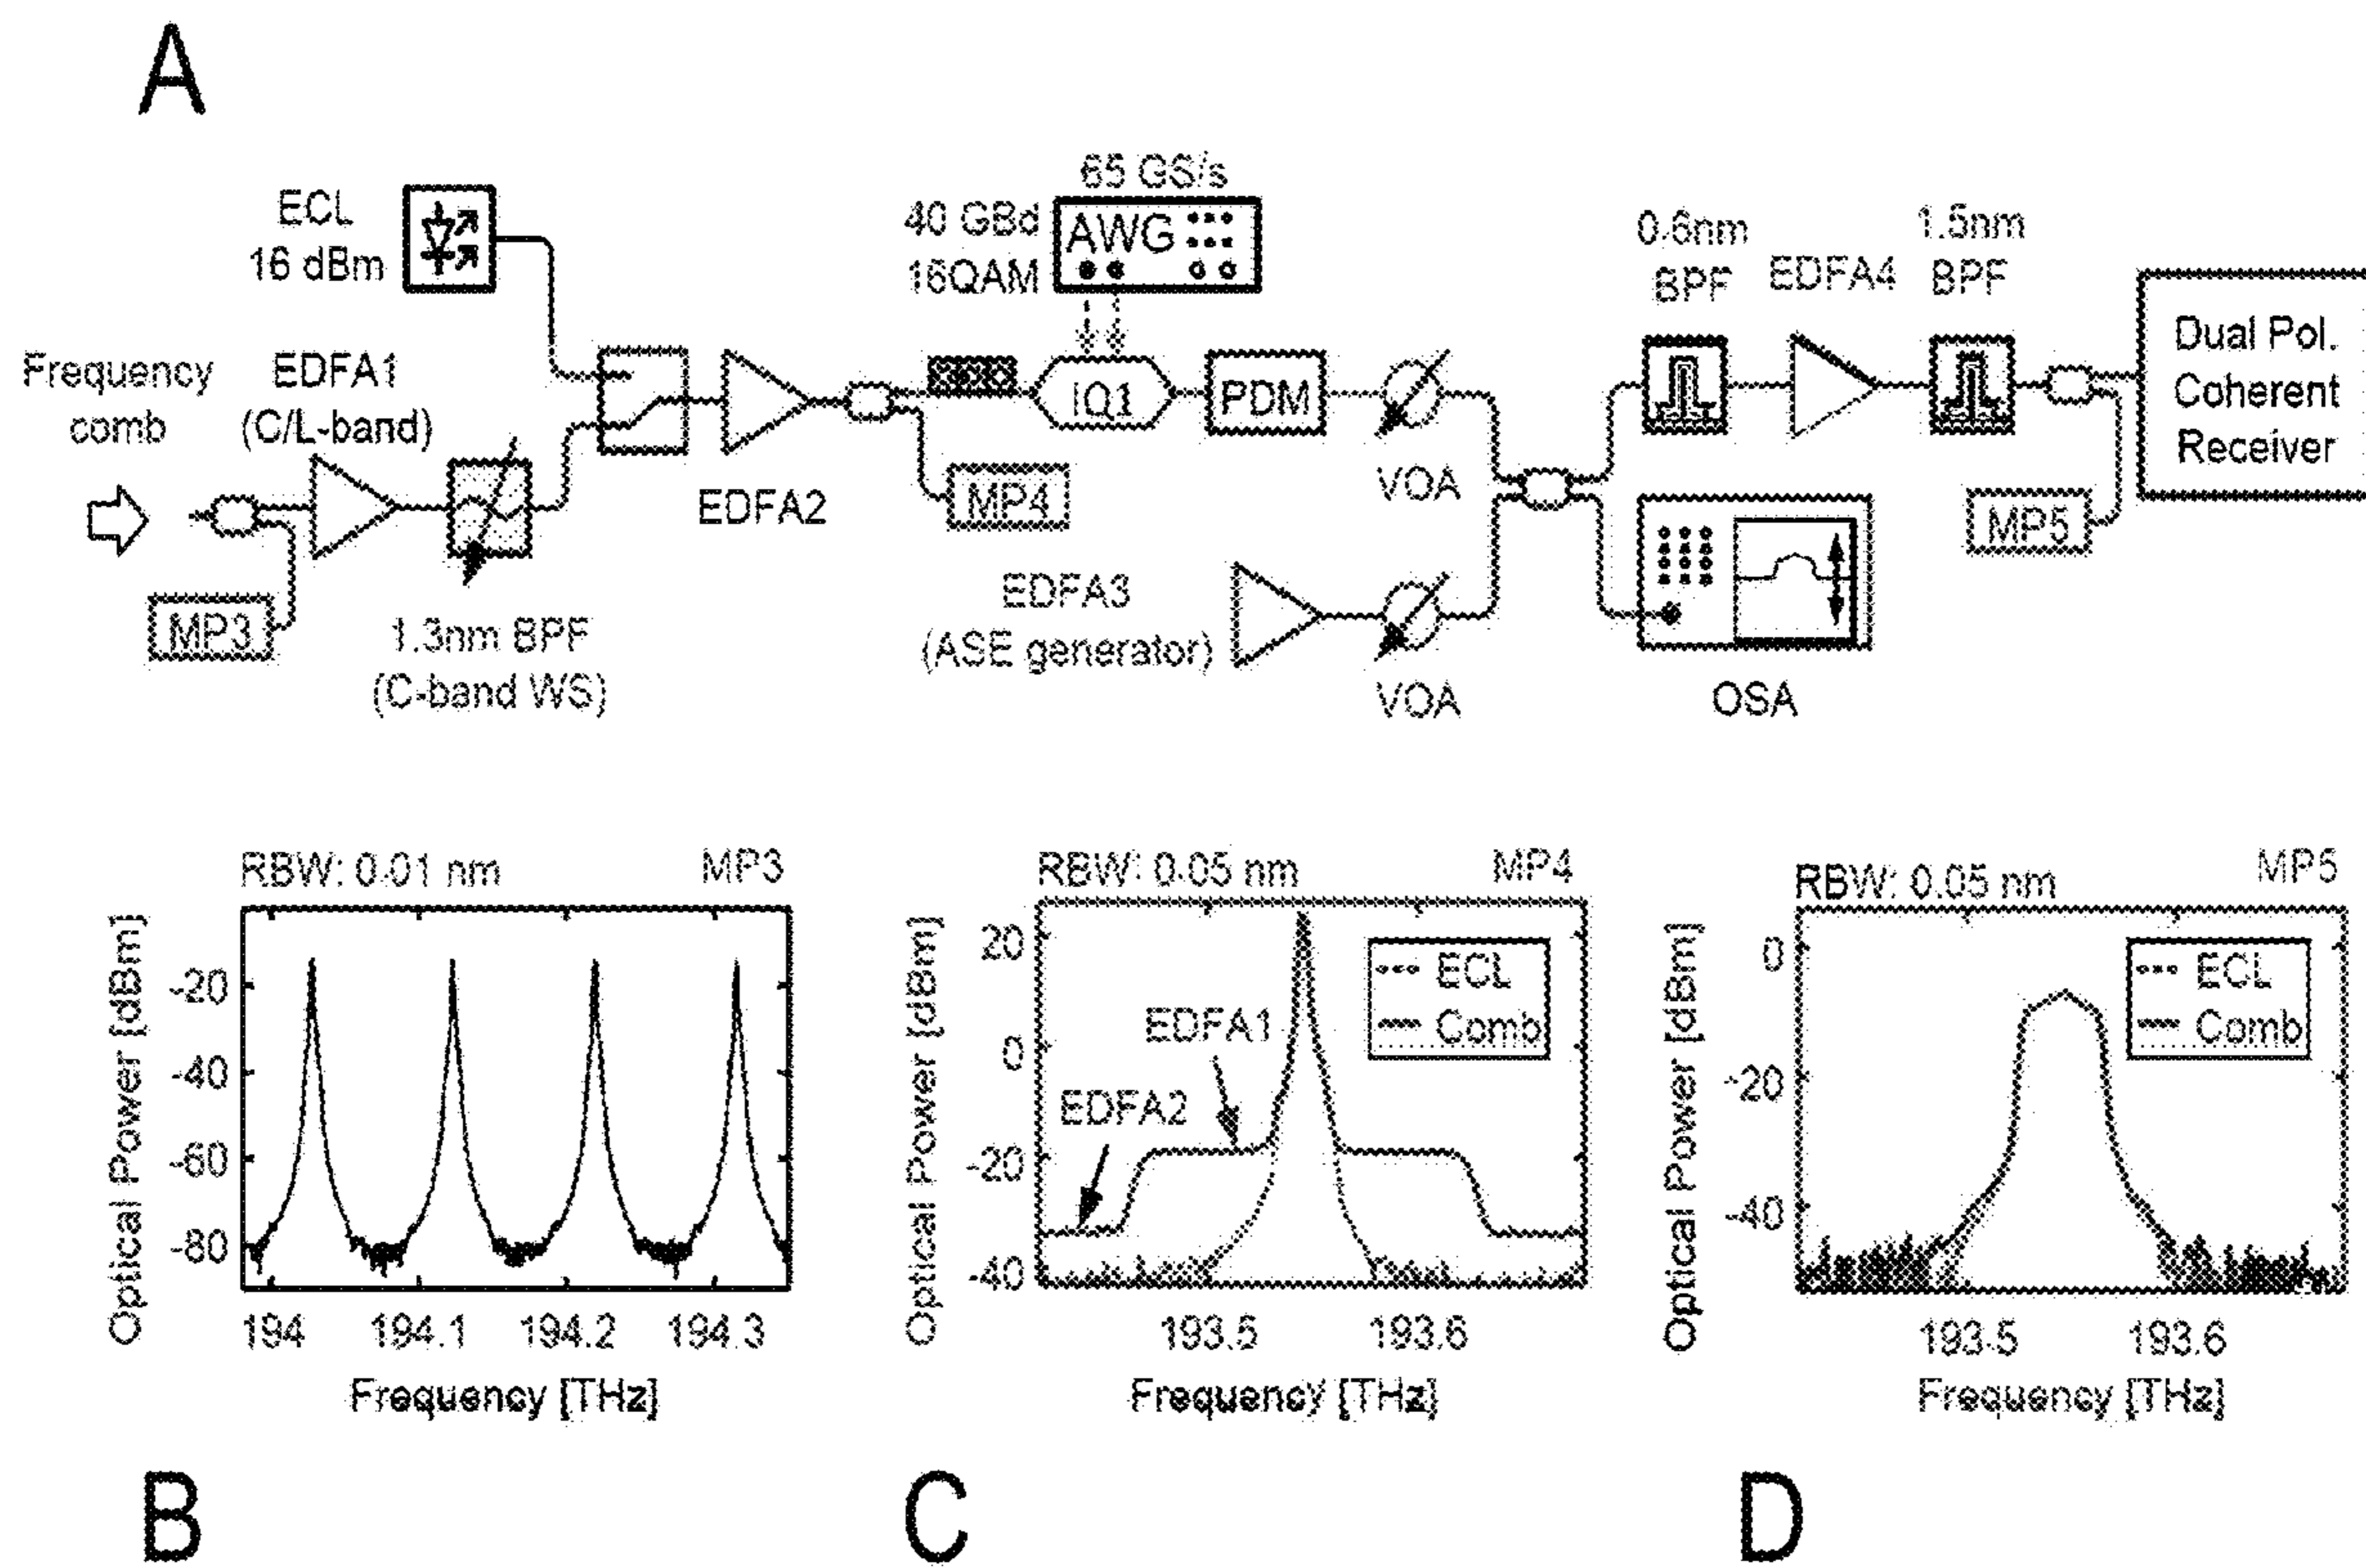 A
65 GS/s
40 GBd
16QAM
AWG
ECL
16 dBm
Frequency
comb
EDFA1
(C/L-band)
MP3
1.3nm BPF
(C-band WS)
EDFA2
MP4
IQ1
PDM
VOA
EDFA3
(ASE generator)
VOA
0.6nm
BPF
EDFA4
1.5nm
BPF
OSA
MP5
Dual Pol.
Coherent
Receiver
RBW: 0.01 nm
MP3
Optical Power [dBm]
-20
-40
-60
-80
194
194.1
194.2
194.3
Frequency [THz]
B
RBW: 0.05 nm
MP4
Optical Power [dBm]
20
0
-20
-40
ECL
Comb
EDFA1
EDFA2
193.5
193.6
Frequency [THz]
C
RBW: 0.05 nm
MP5
Optical Power [dBm]
0
-20
-40
ECL
Comb
193.5
193.6
Frequency [THz]
D